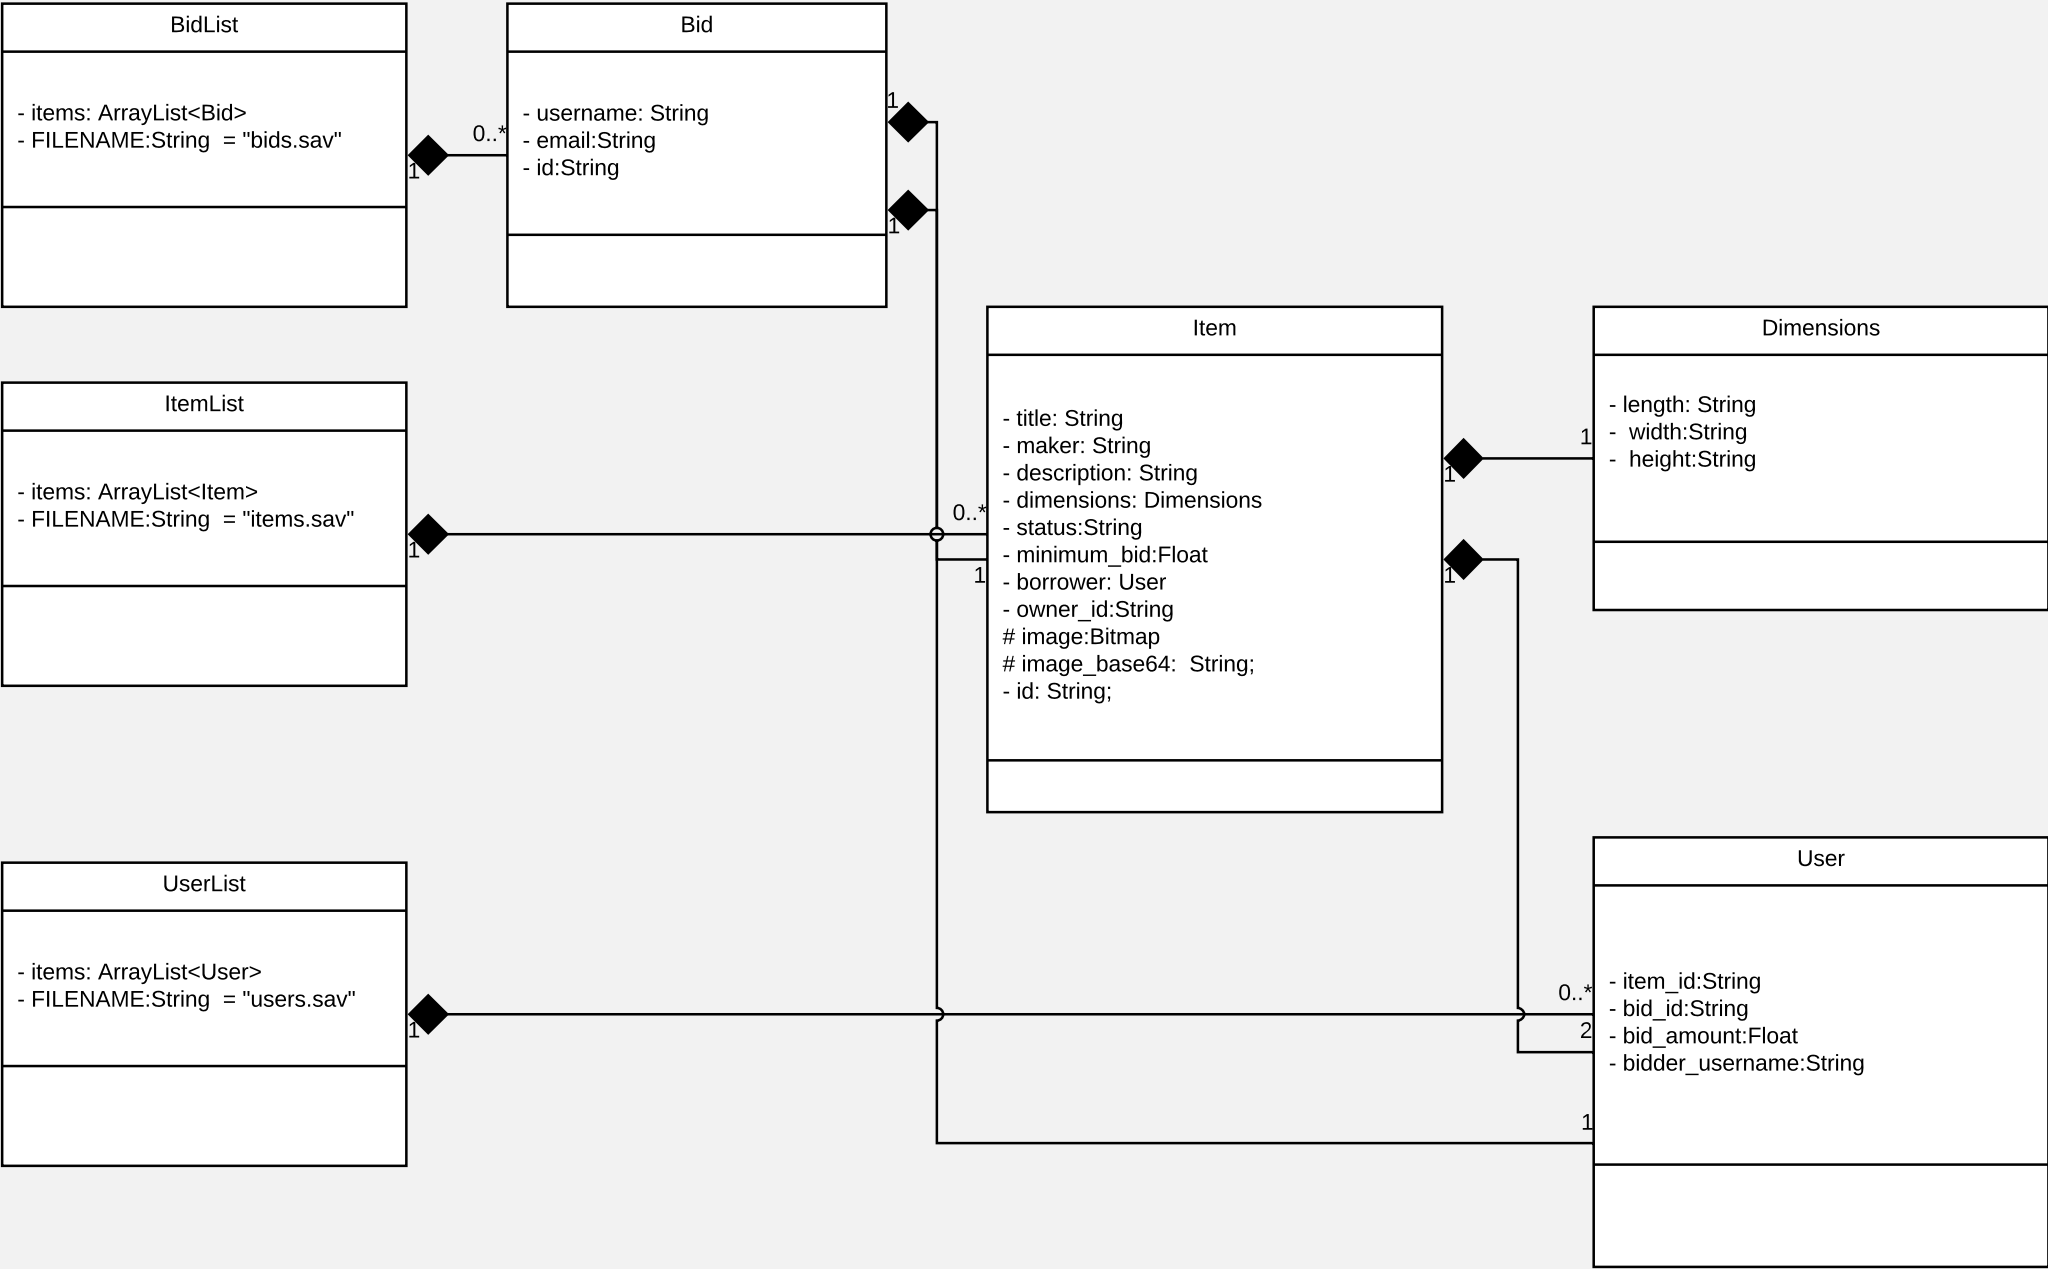 BidList
- items: ArrayList<Bid>
- FILENAME:String  = "bids.sav"
1
0..*
Bid
- username: String
- email:String
- id:String
1
1
ItemList
- items: ArrayList<Item>
- FILENAME:String  = "items.sav"
1
0..*
1
Item
- title: String
- maker: String
- description: String
- dimensions: Dimensions
- status:String
- minimum_bid:Float
- borrower: User
- owner_id:String
# image:Bitmap
# image_base64:  String;
- id: String;
1
1
1
Dimensions
- length: String
-  width:String
-  height:String
UserList
- items: ArrayList<User>
- FILENAME:String  = "users.sav"
1
0..*
2
1
User
- item_id:String
- bid_id:String
- bid_amount:Float
- bidder_username:String